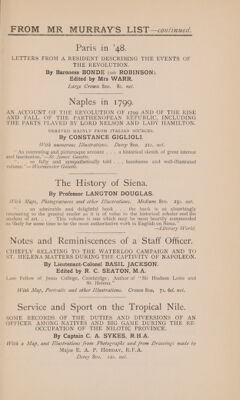 FROM MR MURRAY'S LIST—continued.
Paris in '48.
LETTERS FROM A RESIDENT DESCRIBING THE EVENTS OF
THE REVOLUTION.
By Baroness BONDE (née ROBINSON).
Edited by Mrs WARR.
Large Crown 8vo. 8s. net.
Naples in 1799.
AN ACCOUNT OF THE REVOLUTION OF 1799 AND OF THE RISE
AND FALL OF THE PARTHENOPEAN REPUBLIC, INCLUDING
THE PARTS PLAYED BY LORD NELSON AND LADY HAMILTON.
DERIVED MAINLY FROM ITALIAN SOURCES.
By CONSTANCE GIGLIOLI.
With numerous Illustrations. Demy 8vo. 21s. net.
"An interesting and picturesque account . . . a historical sketch of great interest
and fascination."—St. James' Gazette.
". . . so fully and sympathetically told . . . handsome and well-illustrated
volume."—Westminster Gazette.
The History of Siena.
By Professor LANGTON DOUGLAS.
With Maps, Photogravures and other Illustrations. Medium 8vo. 25s. net.
". . . an admirable and delightful book . . . the book is as absorbingly
interesting to the general reader as it is of value to the historical scholar and the
student of art. . . . This volume is one which may be most heartily commended
as likely for some time to be the most authoritative work in English on Siena."
—Literary World.
Notes and Reminiscences of a Staff Officer.
CHIEFLY RELATING TO THE WATERLOO CAMPAIGN AND TO
ST. HELENA MATTERS DURING THE CAPTIVITY OF NAPOLEON.
By Lieutenant-Colonel BASIL JACKSON.
Edited by R. C. SEATON, M.A.
Late Fellow of Jesus College, Cambridge; Author of "Sir Hudson Lowe and
St. Helena."
With Map, Portraits and other Illustrations. Crown 8vo. 7s. 6d. net.
Service and Sport on the Tropical Nile.
SOME RECORDS OF THE DUTIES AND DIVERSIONS OF AN
OFFICER AMONG NATIVES AND BIG GAME DURING THE RE-
OCCUPATION OF THE NILOTIC PROVINCE.
By Captain C. A. SYKES, R.H.A.
With a Map, and Illustrations from Photographs and from Drawings made to
Major E. A. P. HOBDAY, R.F.A.
Demy 8vo. 12s. net.